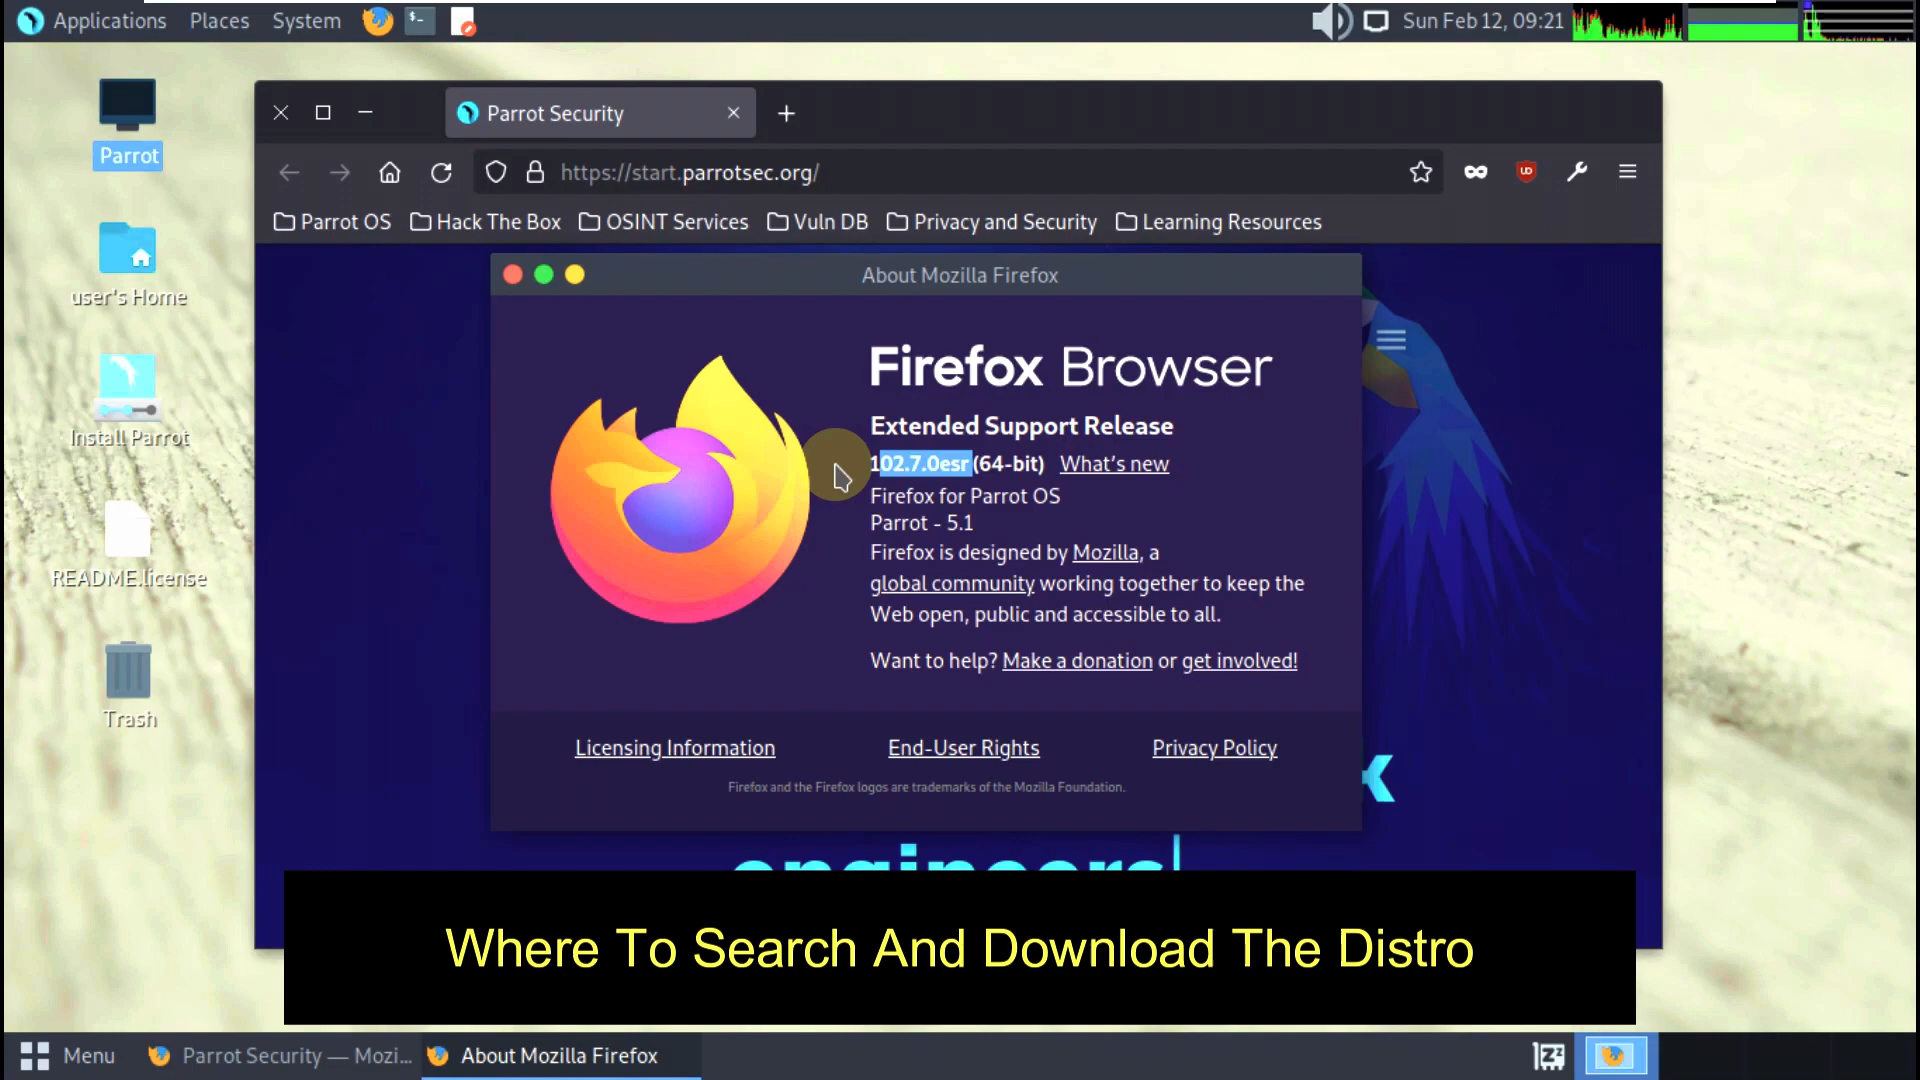 Applications Places System
Sun Feb 12, 09:21
Parrot Security
https://start.parrotsec.org/
Parrot OS Hack The Box OSINT Services Vuln DB Privacy and Security Learning Resources
Parrot
user's Home
Install Parrot
README.license
Trash
About Mozilla Firefox
Firefox Browser
Extended Support Release
102.7.0esr (64-bit) What's new
Firefox for Parrot OS
Parrot - 5.1
Firefox is designed by Mozilla, a
global community working together to keep the
Web open, public and accessible to all.
Want to help? Make a donation or get involved!
Licensing Information End-User Rights Privacy Policy
Firefox and the Firefox logos are trademarks of the Mozilla Foundation.
x
engineers
Where To Search And Download The Distro
Menu Parrot Security — Mozi... About Mozilla Firefox